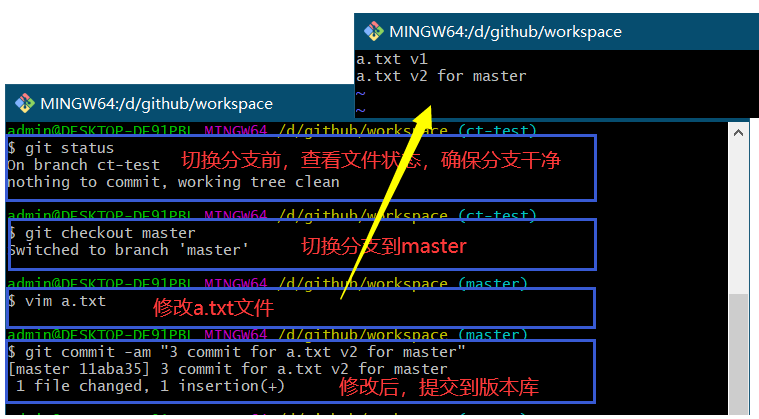 MINGW64:/d/github/workspace
a.txt v1
a.txt v2 for master
~
~
MINGW64:/d/github/workspace
admin@DESKTOP-DE91PBL MINGW64 /d/github/workspace (ct-test)
$ git status
On branch ct-test
nothing to commit, working tree clean
切换分支前，查看文件状态，确保分支干净
admin@DESKTOP-DE91PBL MINGW64 /d/github/workspace (ct-test)
$ git checkout master
Switched to branch 'master'
切换分支到master
admin@DESKTOP-DE91PBL MINGW64 /d/github/workspace (master)
$ vim a.txt
修改a.txt文件
admin@DESKTOP-DE91PBL MINGW64 /d/github/workspace (master)
$ git commit -am "3 commit for a.txt v2 for master"
[master 11aba35] 3 commit for a.txt v2 for master
1 file changed, 1 insertion(+)
修改后，提交到版本库